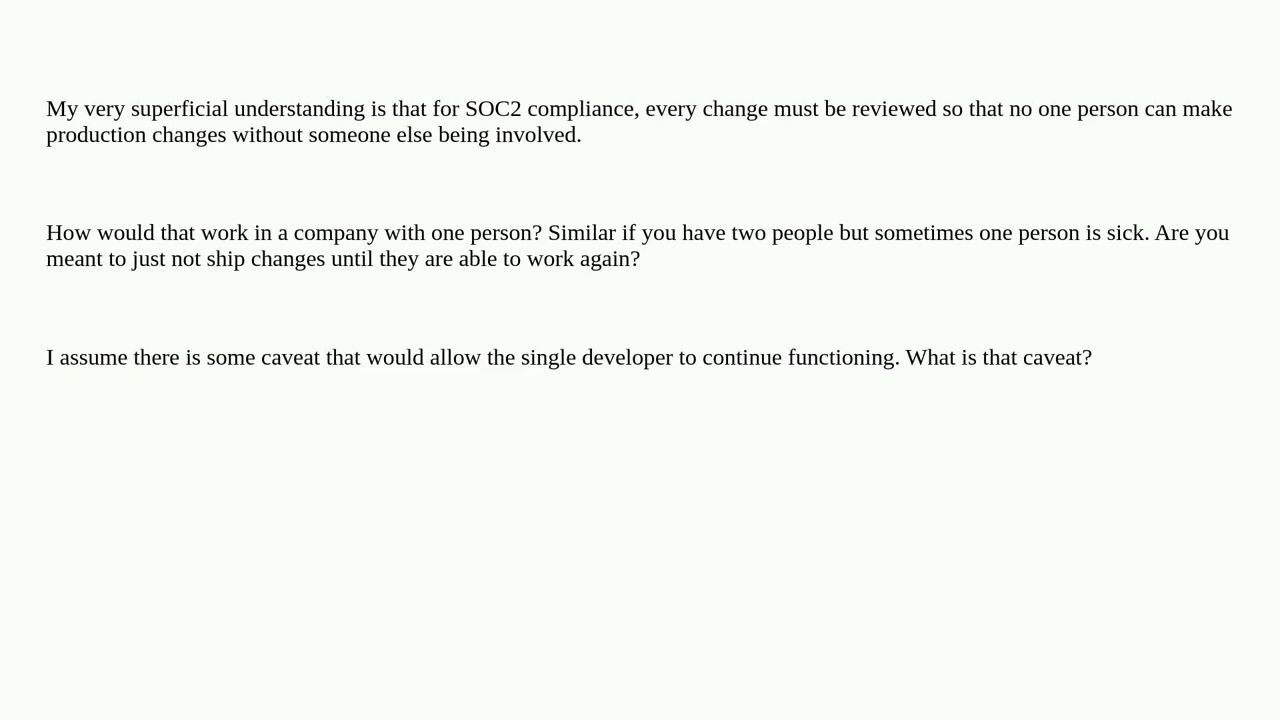 My very superficial understanding is that for SOC2 compliance, every change must be reviewed so that no one person can make
production changes without someone else being involved.
How would that work in a company with one person? Similar if you have two people but sometimes one person is sick. Are you
meant to just not ship changes until they are able to work again?
I assume there is some caveat that would allow the single developer to continue functioning. What is that caveat?